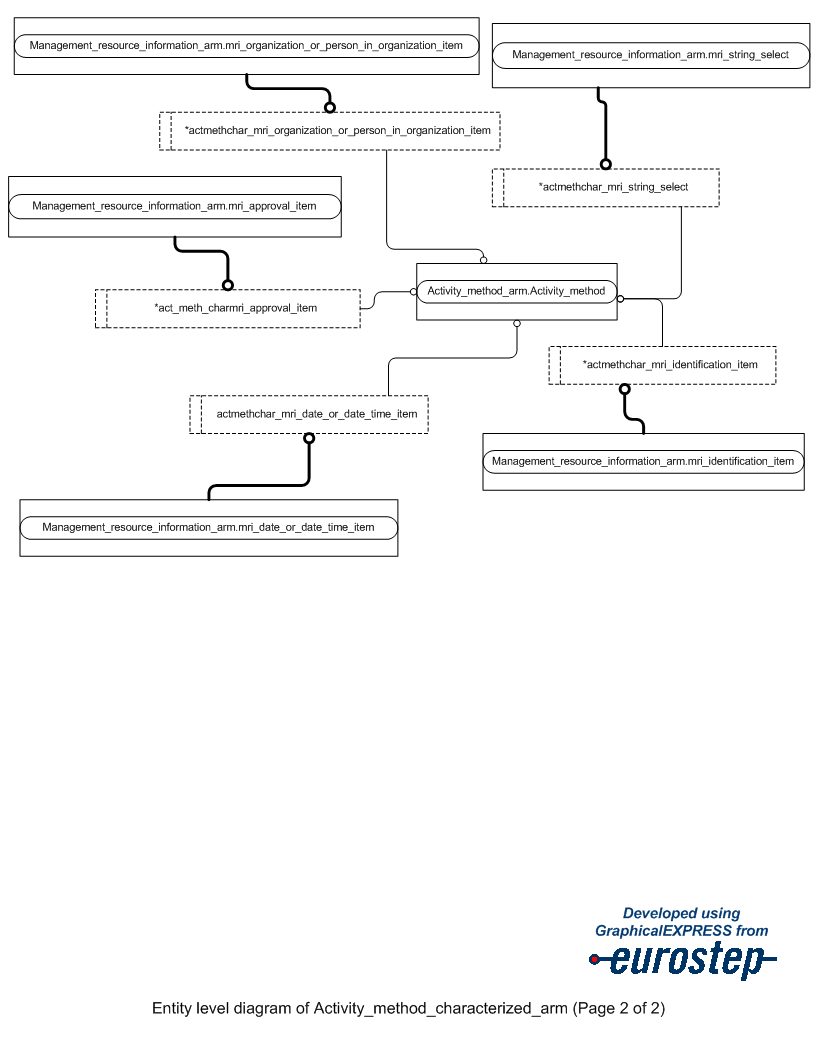 Management_resource_information_arm.mri_organization_or_person_in_organization_item
Management_resource_information_arm.mri_string_select
*actmethchar_mri_organization_or_person_in_organization_item
*actmethchar_mri_string_select
Management_resource_information_arm.mri_approval_item
Activity_method_arm.Activity_method
*act_meth_charmri_approval_item
*actmethchar_mri_identification_item
actmethchar_mri_date_or_date_time_item
Management_resource_information_arm.mri_identification_item
Management_resource_information_arm.mri_date_or_date_time_item
Developed using
GraphicalEXPRESS from
eurostep
Entity level diagram of Activity_method_characterized_arm (Page 2 of 2)